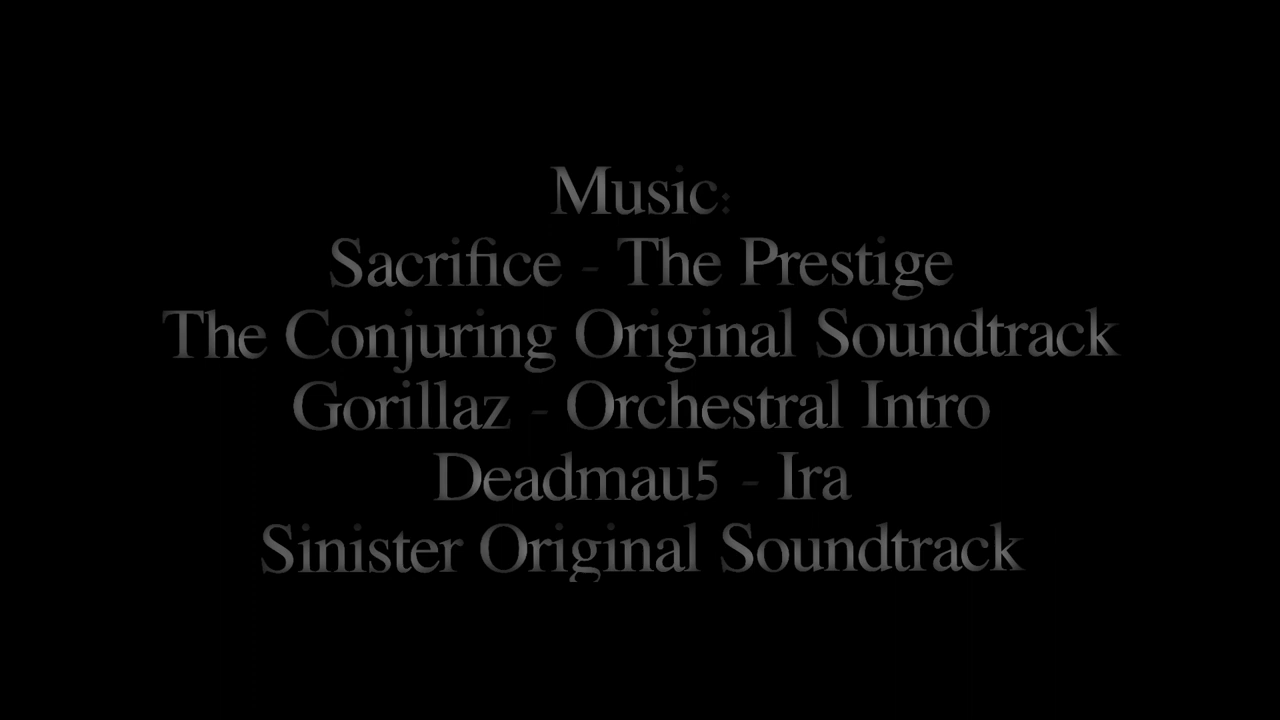 Music:
Sacrifice - The Prestige
The Conjuring Original Soundtrack
Gorillaz - Orchestral Intro
Deadmau5 - Ira
Sinister Original Soundtrack